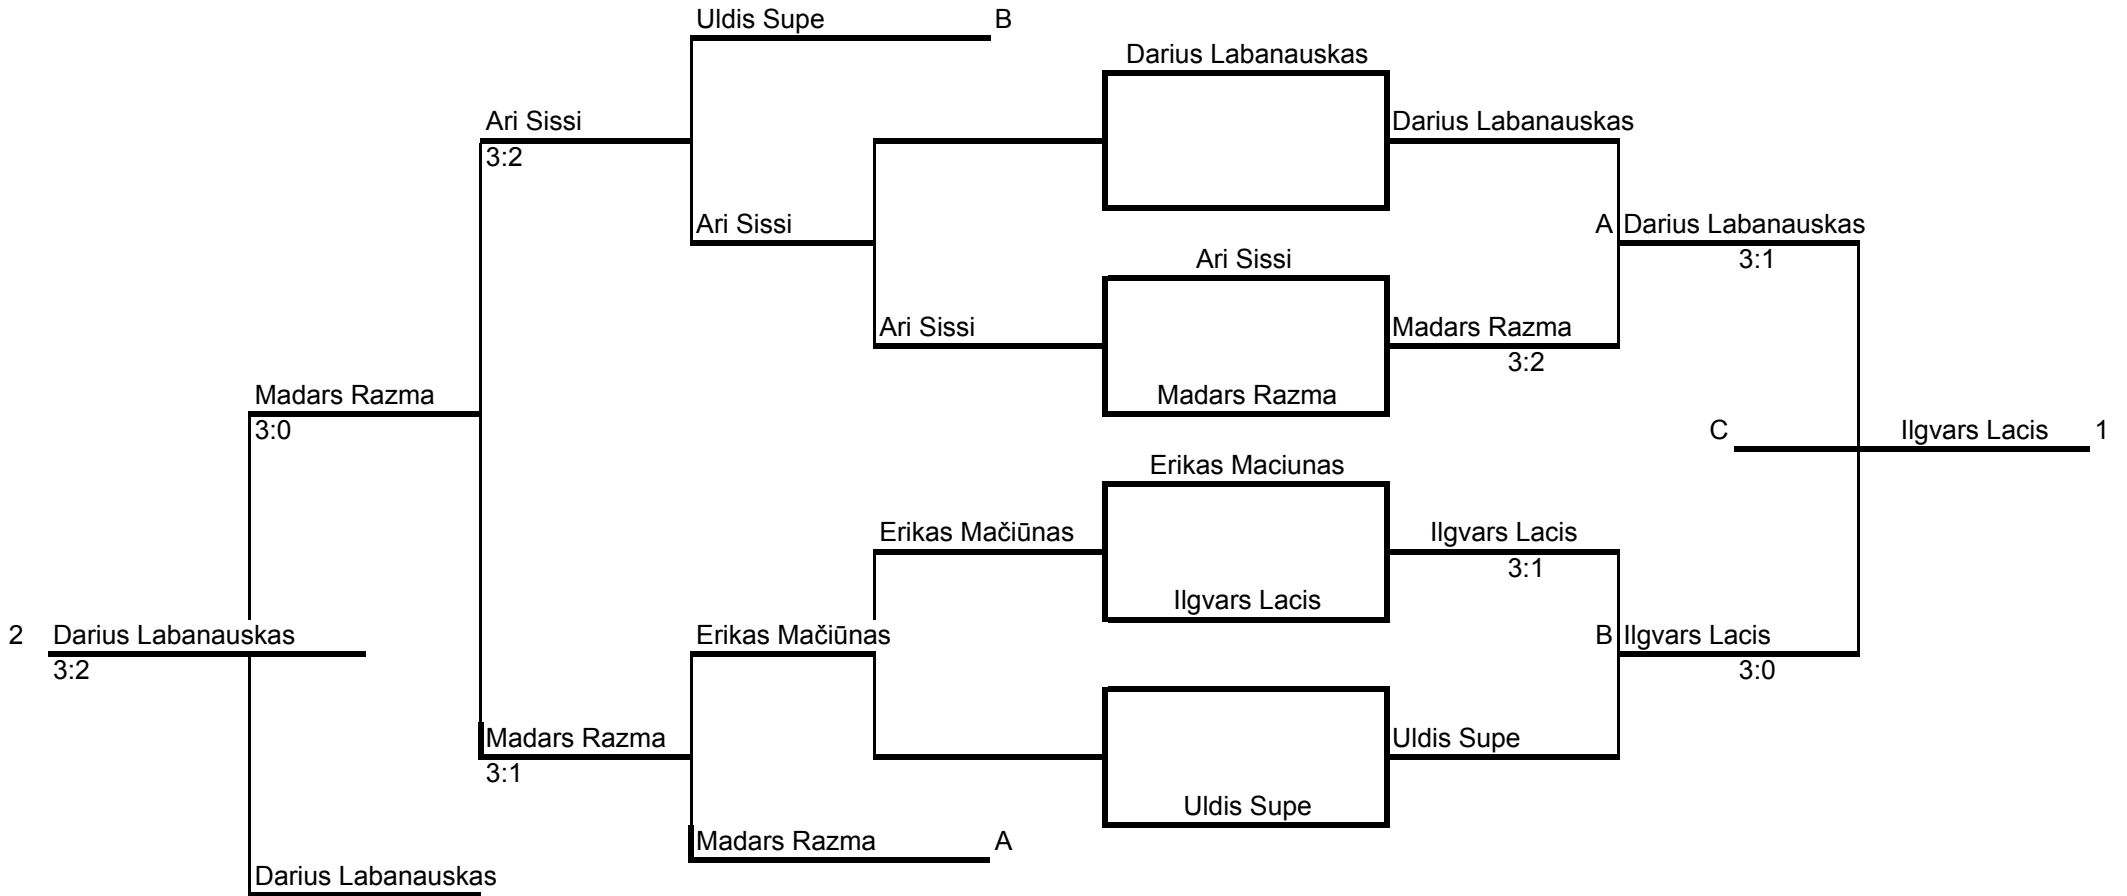 Uldis Supe B
Darius Labanauskas
Ari Sissi Darius Labanauskas
3:2
Ari Sissi A Darius Labanauskas
Ari Sissi 3:1
Ari Sissi Madars Razma
3:2
Madars Razma Madars Razma
3:0 C Ilgvars Lacis 1
Erikas Maciunas
Erikas Mačiūnas Ilgvars Lacis
3:1
Ilgvars Lacis
2 Darius Labanauskas Erikas Mačiūnas B Ilgvars Lacis
3:2 3:0
Madars Razma Uldis Supe
3:1
Uldis Supe
Madars Razma A
Darius Labanauskas